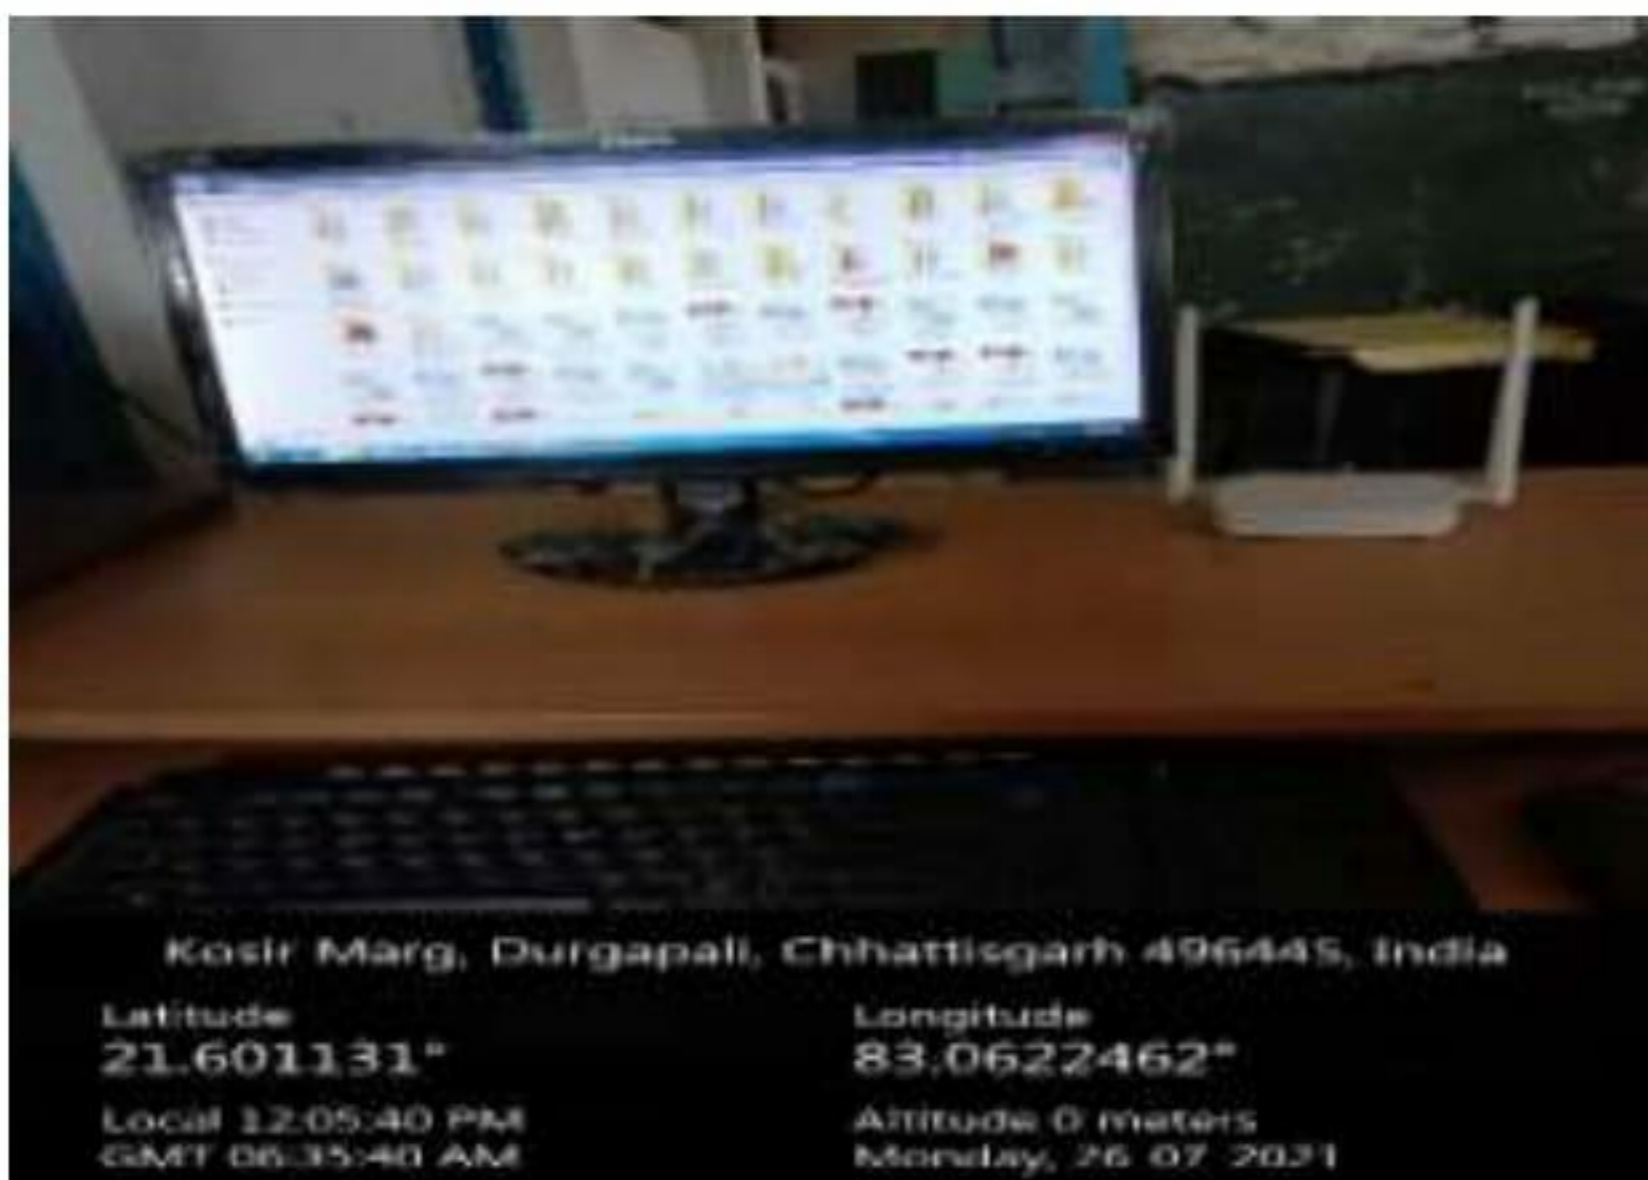 Kosir Marg, Durgapali, Chhattisgarh 496445, India
Latitude
21.601131°
Longitude
83.0622462°
Local 12:05:40 PM
GMT 06:35:40 AM
Altitude 0 meters
Monday, 26 07 2021